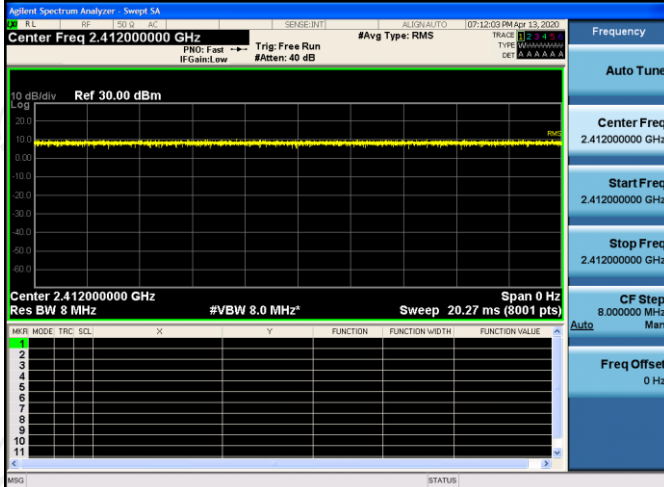 Agilent Spectrum Analyzer - Swept SA
RL RF 50 Ω AC SENSE:INT ALIGN AUTO 07:12:03 PM Apr 13, 2020
Center Freq 2.412000000 GHz
PNO: Fast
IFGain:Low
Trig: Free Run
#Atten: 40 dB
#Avg Type: RMS
TRACE 1 2 3 4 5 6
TYPE
DET A A A A A A
10 dB/div
Log
Ref 30.00 dBm
20.0
10.0
0.00
-10.0
-20.0
-30.0
-40.0
-50.0
-60.0
RMS
Center 2.412000000 GHz Span 0 Hz
Res BW 8 MHz #VBW 8.0 MHz* Sweep 20.27 ms (8001 pts)
MKR MODE TRC SCL X Y FUNCTION FUNCTION WIDTH FUNCTION VALUE
1
2
3
4
5
6
7
8
9
10
11
MSG STATUS
Frequency
Auto Tune
Center Freq
2.412000000 GHz
Start Freq
2.412000000 GHz
Stop Freq
2.412000000 GHz
CF Step
8.000000 MHz
Auto Man
Freq Offset
0 Hz